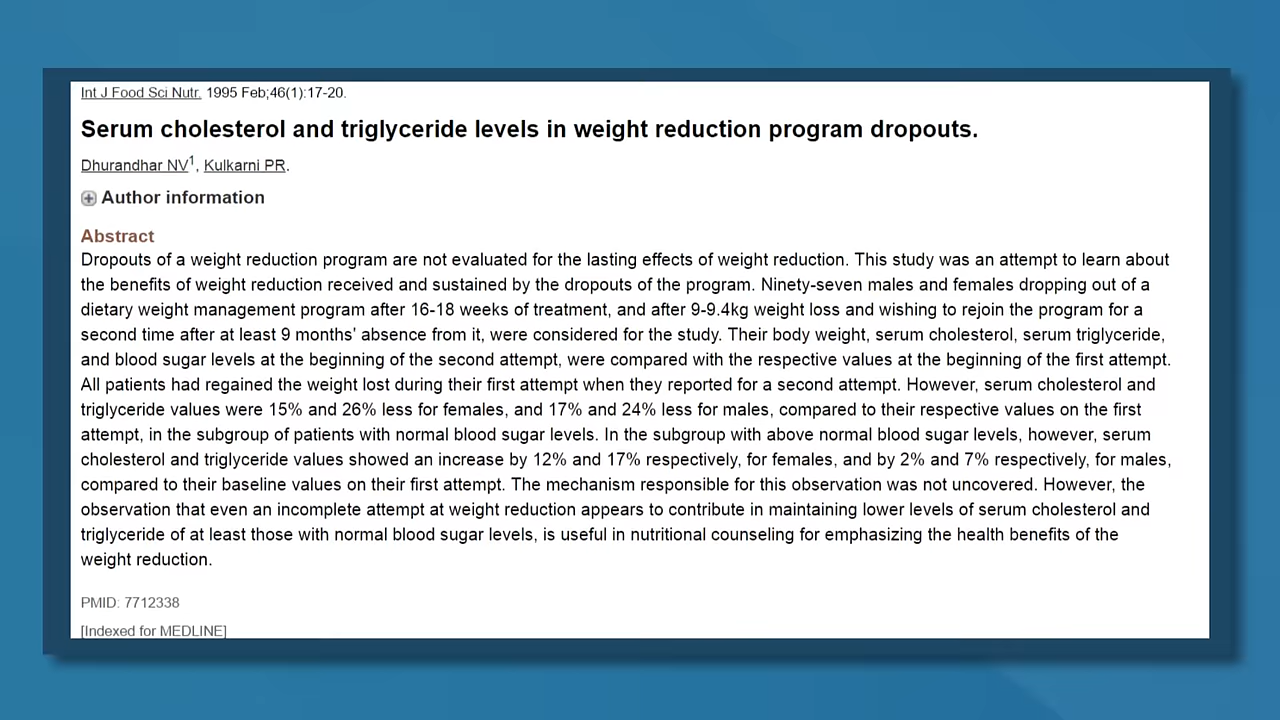 Int J Food Sci Nutr. 1995 Feb;46(1):17-20.
Serum cholesterol and triglyceride levels in weight reduction program dropouts.
Dhurandhar NV1, Kulkarni PR.
Author information
Abstract
Dropouts of a weight reduction program are not evaluated for the lasting effects of weight reduction. This study was an attempt to learn about
the benefits of weight reduction received and sustained by the dropouts of the program. Ninety-seven males and females dropping out of a
dietary weight management program after 16-18 weeks of treatment, and after 9-9.4kg weight loss and wishing to rejoin the program for a
second time after at least 9 months' absence from it, were considered for the study. Their body weight, serum cholesterol, serum triglyceride,
and blood sugar levels at the beginning of the second attempt, were compared with the respective values at the beginning of the first attempt.
All patients had regained the weight lost during their first attempt when they reported for a second attempt. However, serum cholesterol and
triglyceride values were 15% and 26% less for females, and 17% and 24% less for males, compared to their respective values on the first
attempt, in the subgroup of patients with normal blood sugar levels. In the subgroup with above normal blood sugar levels, however, serum
cholesterol and triglyceride values showed an increase by 12% and 17% respectively, for females, and by 2% and 7% respectively, for males,
compared to their baseline values on their first attempt. The mechanism responsible for this observation was not uncovered. However, the
observation that even an incomplete attempt at weight reduction appears to contribute in maintaining lower levels of serum cholesterol and
triglyceride of at least those with normal blood sugar levels, is useful in nutritional counseling for emphasizing the health benefits of the
weight reduction.
PMID: 7712338
[Indexed for MEDLINE]